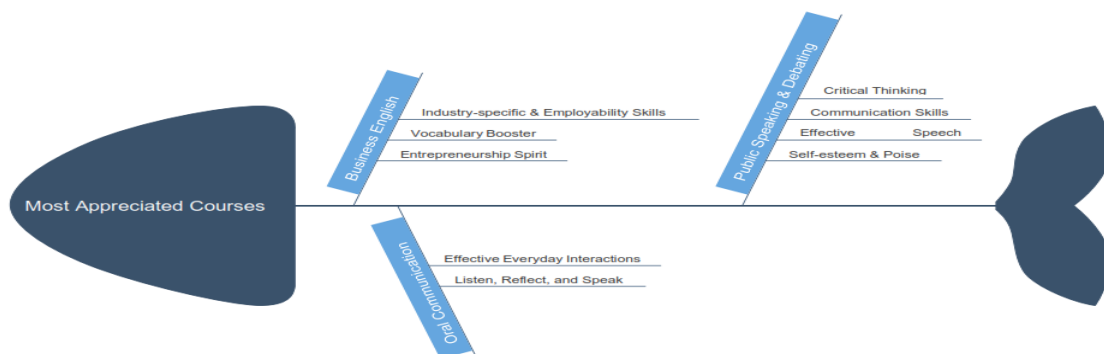 Most Appreciated Courses
Business English
Industry-specific & Employability Skills
Vocabulary Booster
Entrepreneurship Spirit
Public Speaking & Debating
Critical Thinking
Communication Skills
Effective Speech
Self-esteem & Poise
Oral Communication
Effective Everyday Interactions
Listen, Reflect, and Speak